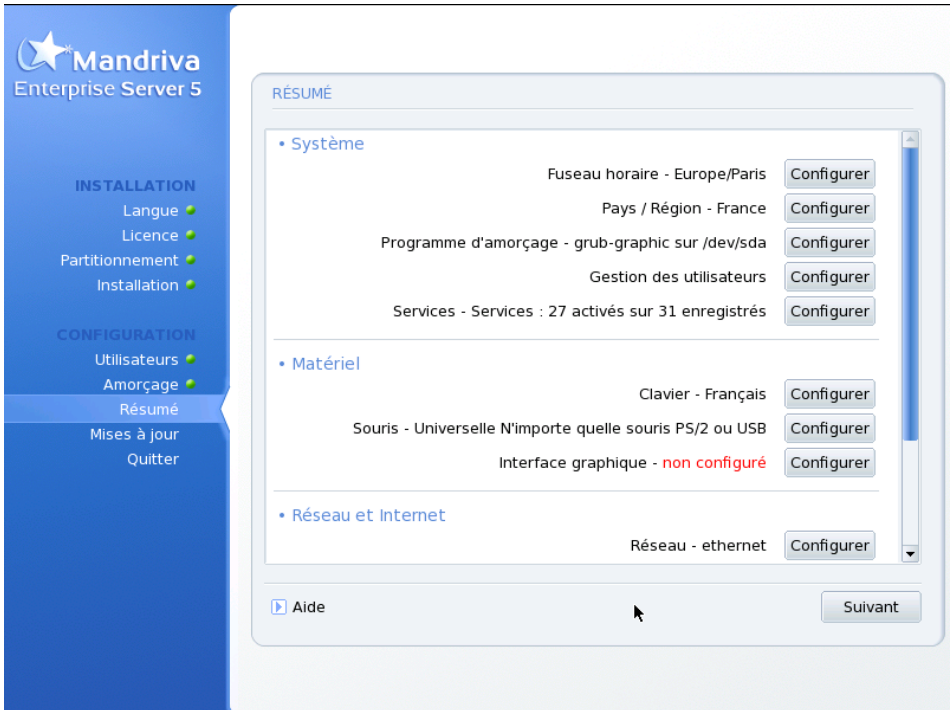 Mandriva
Enterprise Server 5
INSTALLATION
Langue
Licence
Partitionnement
Installation
CONFIGURATION
Utilisateurs
Amorçage
Résumé
Mises à jour
Quitter
RÉSUMÉ
• Système
Fuseau horaire - Europe/Paris Configurer
Pays / Région - France Configurer
Programme d'amorçage - grub-graphic sur /dev/sda Configurer
Gestion des utilisateurs Configurer
Services - Services : 27 activés sur 31 enregistrés Configurer
• Matériel
Clavier - Français Configurer
Souris - Universelle N'importe quelle souris PS/2 ou USB Configurer
Interface graphique - non configuré Configurer
• Réseau et Internet
Réseau - ethernet Configurer
Aide
Suivant